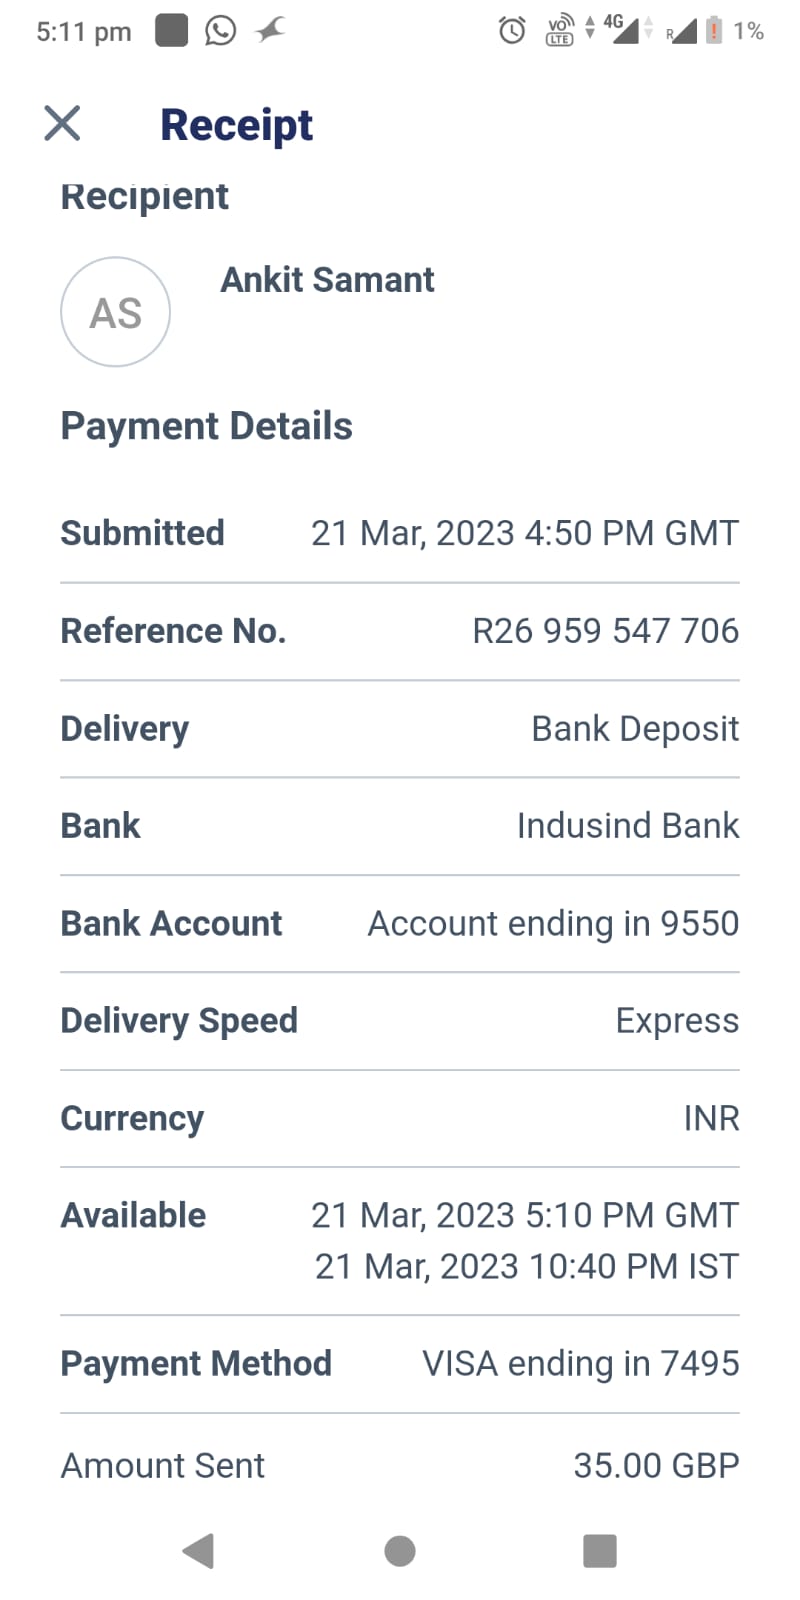 5:11 pm
VO LTE 4G R 1%
Receipt
Recipient
AS
Ankit Samant
Payment Details
Submitted 21 Mar, 2023 4:50 PM GMT
Reference No. R26 959 547 706
Delivery Bank Deposit
Bank Indusind Bank
Bank Account Account ending in 9550
Delivery Speed Express
Currency INR
Available 21 Mar, 2023 5:10 PM GMT
21 Mar, 2023 10:40 PM IST
Payment Method VISA ending in 7495
Amount Sent 35.00 GBP